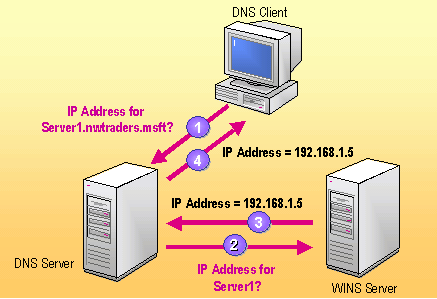 DNS Client
IP Address for
Server1.nwtraders.msft?
1
4
IP Address = 192.168.1.5
IP Address = 192.168.1.5
3
2
DNS Server
IP Address for
Server1?
WINS Server